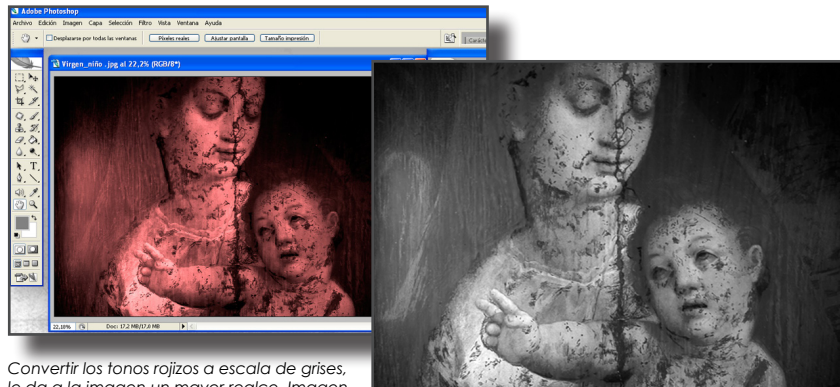 Adobe Photoshop
Archivo Edición Imagen Capa Selección Filtro Vista Ventana Ayuda
Desplazarse por todas las ventanas Píxeles reales Ajustar pantalla Tamaño impresión
Virgen_niño .jpg al 22,2% (RGB/8*)
T
22,18% Doc: 17,2 MB/17,0 MB
Convertir los tonos rojizos a escala de grises,
le da a la imagen un mayor realce. Imagen